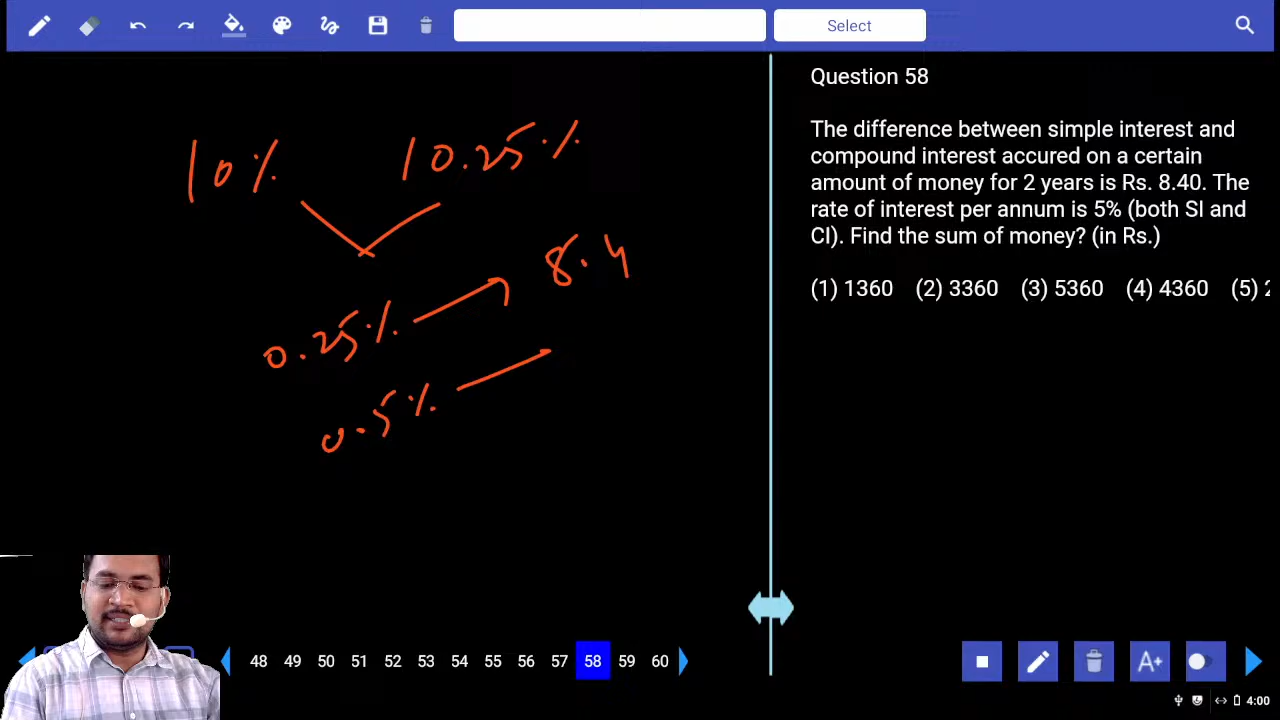 Select
10% 10.25%
0.25% 8.4
0.5%
Question 58
The difference between simple interest and
compound interest accured on a certain
amount of money for 2 years is Rs. 8.40. The
rate of interest per annum is 5% (both SI and
CI). Find the sum of money? (in Rs.)
(1) 1360 (2) 3360 (3) 5360 (4) 4360 (5)
48 49 50 51 52 53 54 55 56 57 58 59 60
A+
4:00